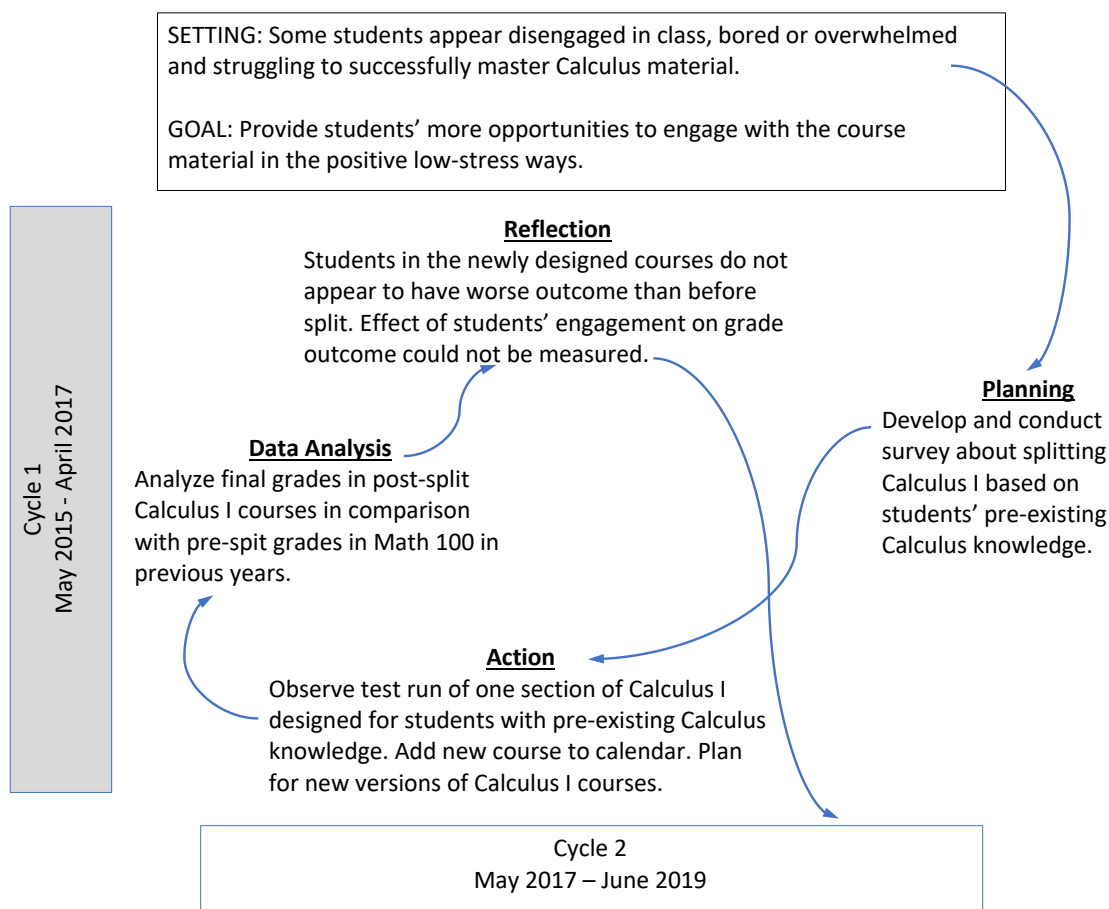 SETTING: Some students appear disengaged in class, bored or overwhelmed
and struggling to successfully master Calculus material.
GOAL: Provide students’ more opportunities to engage with the course
material in the positive low-stress ways.
Cycle 1
May 2015 - April 2017
Reflection
Students in the newly designed courses do not
appear to have worse outcome than before
split. Effect of students’ engagement on grade
outcome could not be measured.
Planning
Develop and conduct
survey about splitting
Calculus I based on
students’ pre-existing
Calculus knowledge.
Data Analysis
Analyze final grades in post-split
Calculus I courses in comparison
with pre-spit grades in Math 100 in
previous years.
Action
Observe test run of one section of Calculus I
designed for students with pre-existing Calculus
knowledge. Add new course to calendar. Plan
for new versions of Calculus I courses.
Cycle 2
May 2017 – June 2019